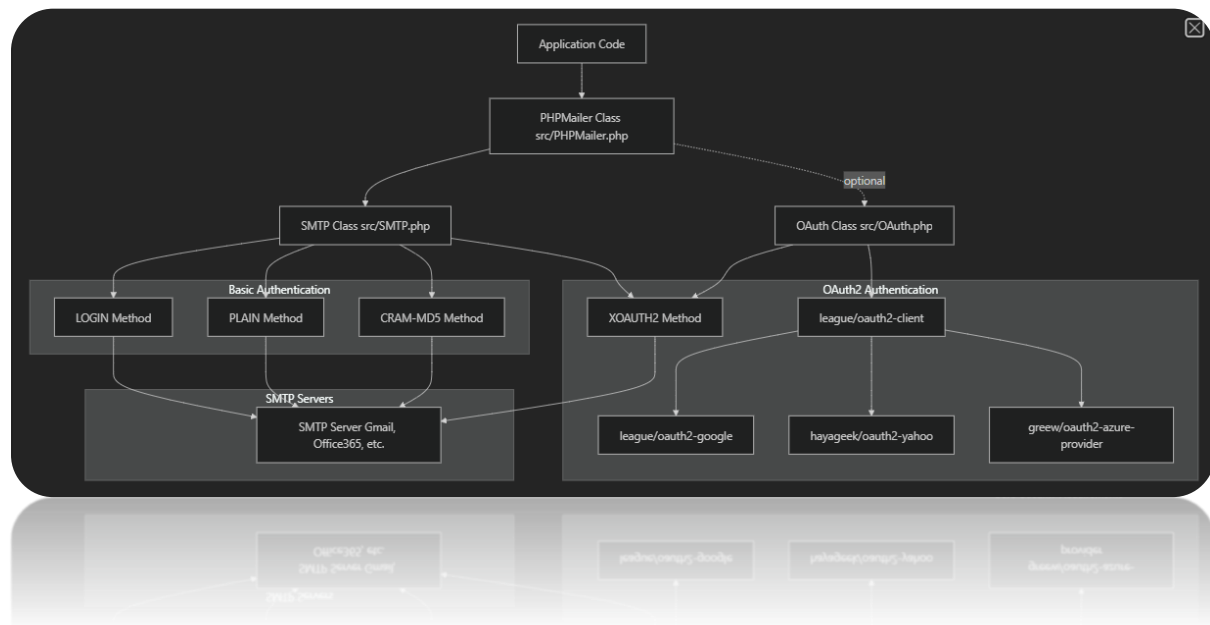 Application Code
PHPMailer Class
src/PHPMailer.php
optional
SMTP Class src/SMTP.php
OAuth Class src/OAuth.php
Basic Authentication
OAuth2 Authentication
LOGIN Method
PLAIN Method
CRAM-MD5 Method
XOAUTH2 Method
league/oauth2-client
SMTP Servers
SMTP Server Gmail,
Office365, etc.
league/oauth2-google
hayageek/oauth2-yahoo
greew/oauth2-azure-
provider